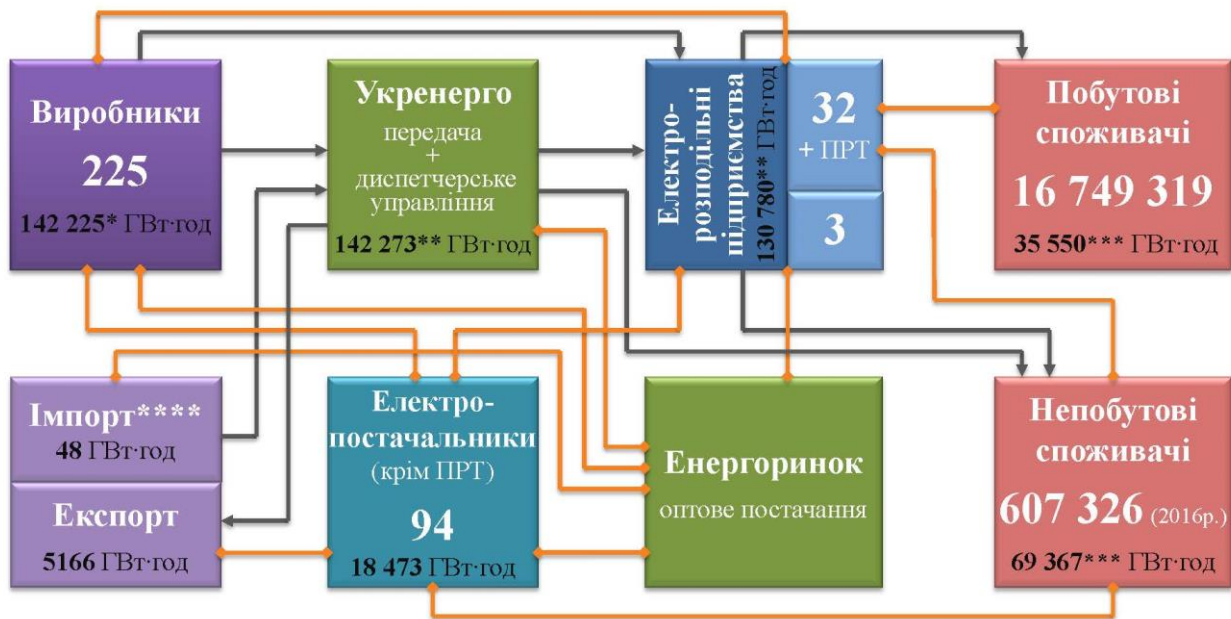 Виробники
225
142 225* ГВт·год
Укренерго
передача
+
диспетчерське
управління
142 273** ГВт·год
Електро-
розподільні
підприємства
130 780** ГВт·год
32
+ ПРТ
3
Побутові
споживачі
16 749 319
35 550*** ГВт·год
Імпорт****
48 ГВт·год
Експорт
5166 ГВт·год
Електро-
постачальники
(крім ПРТ)
94
18 473 ГВт·год
Енергоринок
оптове постачання
Непобутові
споживачі
607 326 (2016р.)
69 367*** ГВт·год